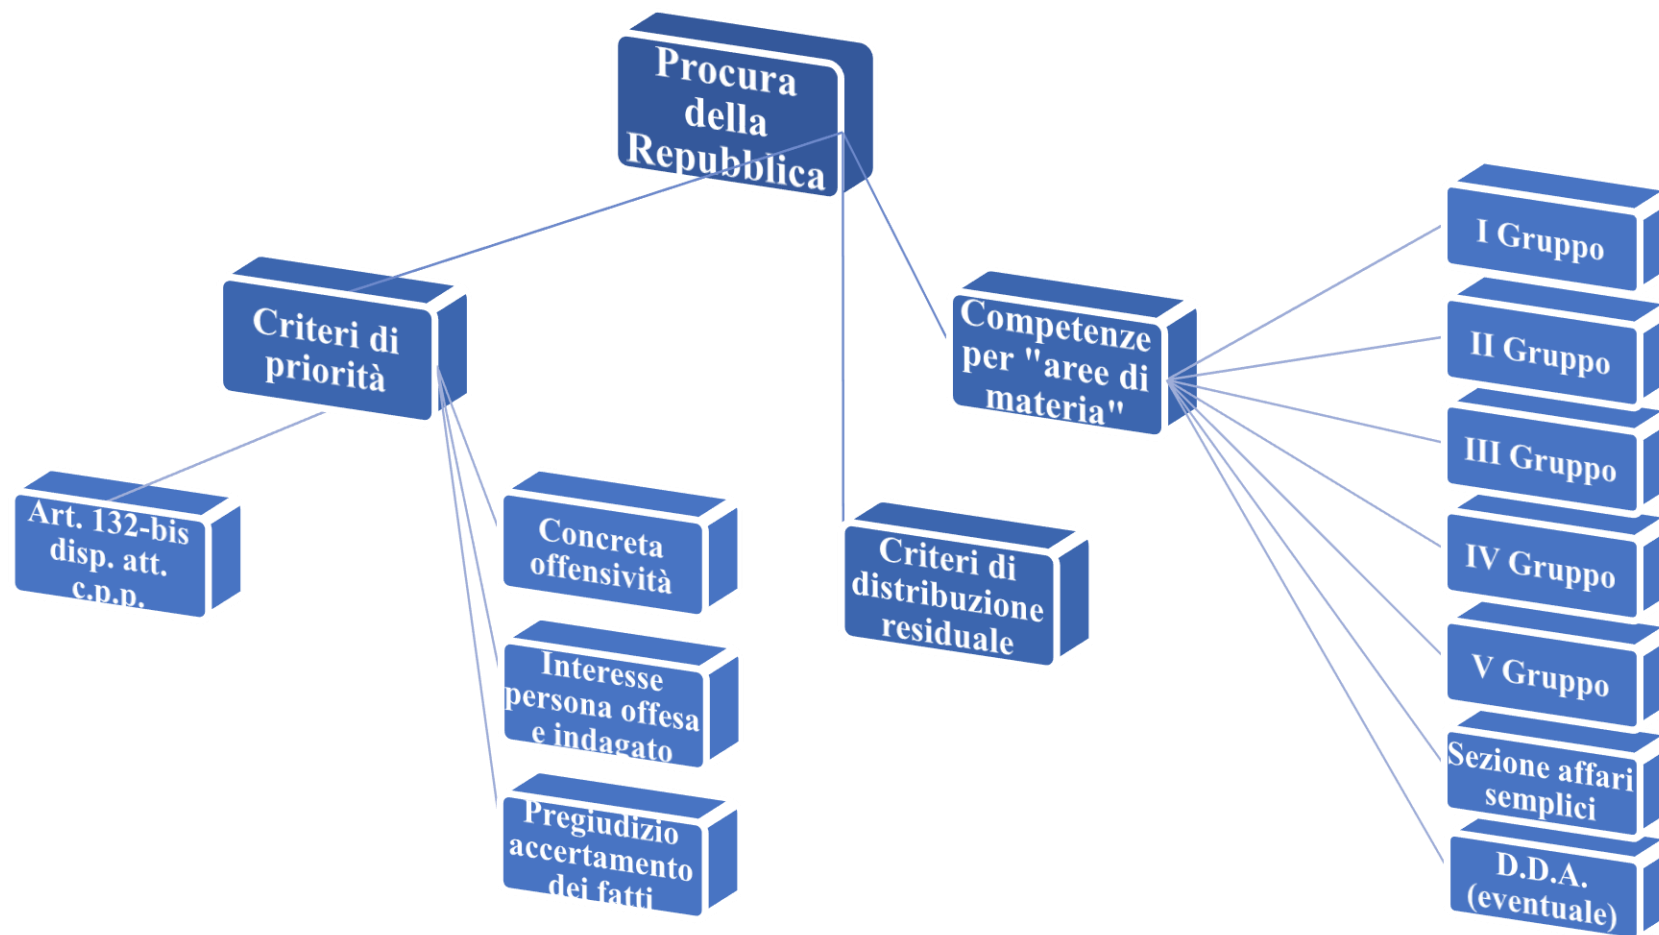 Procura
della
Repubblica
Criteri di
priorità
Art. 132-bis
disp. att.
c.p.p.
Concreta
offensività
Interesse
persona offesa
e indagato
Pregiudizio
accertamento
dei fatti
Criteri di
distribuzione
residuale
Competenze
per "aree di
materia"
I Gruppo
II Gruppo
III Gruppo
IV Gruppo
V Gruppo
Sezione affari
semplici
D.D.A.
(eventuale)